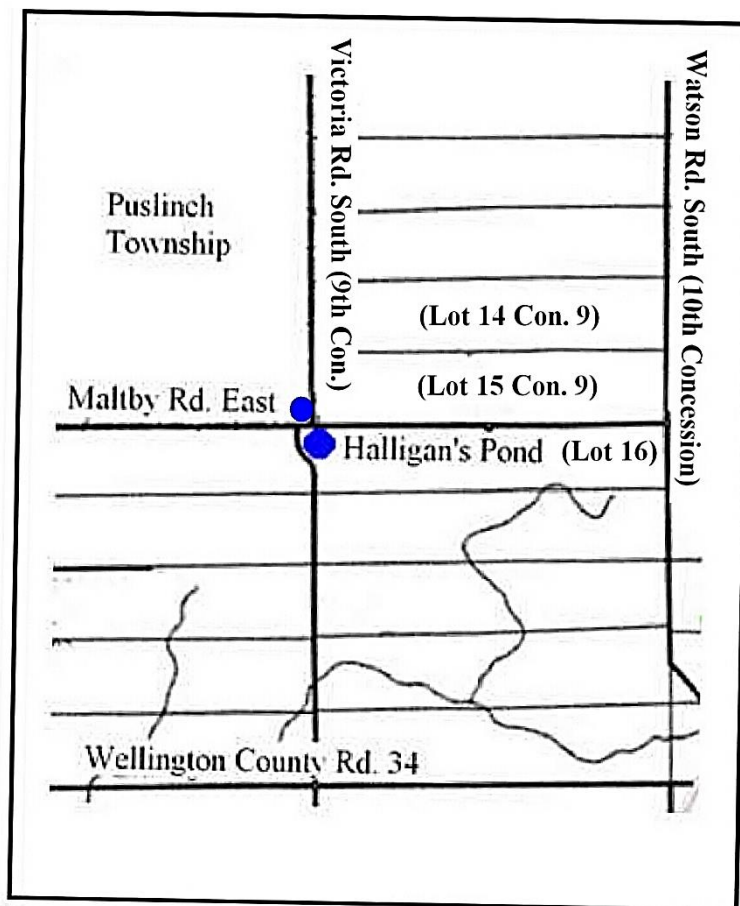 Victoria Rd. South (9th Con.)
Watson Rd. South (10th Concession)
Puslinch
Township
(Lot 14 Con. 9)
(Lot 15 Con. 9)
Maltby Rd. East
Halligan's Pond (Lot 16)
Wellington County Rd. 34